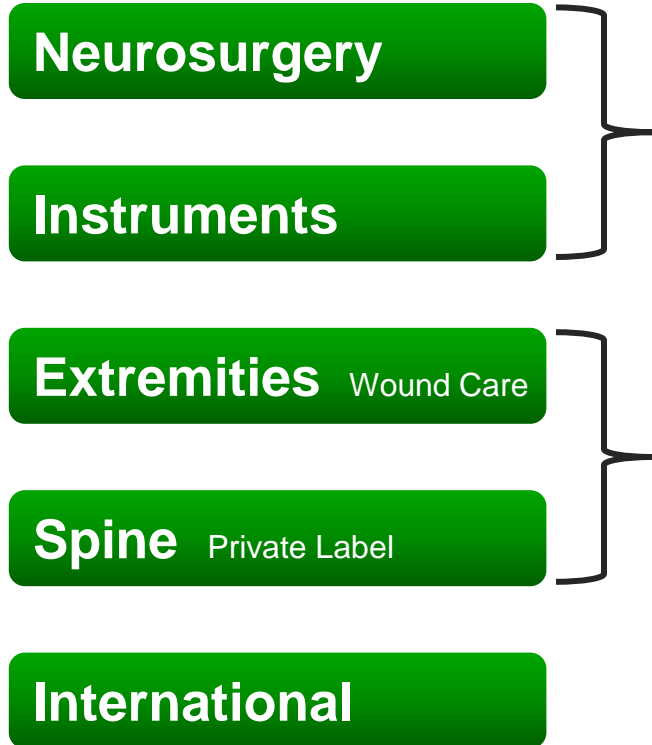 Neurosurgery
Instruments
Extremities Wound Care
Spine Private Label
International